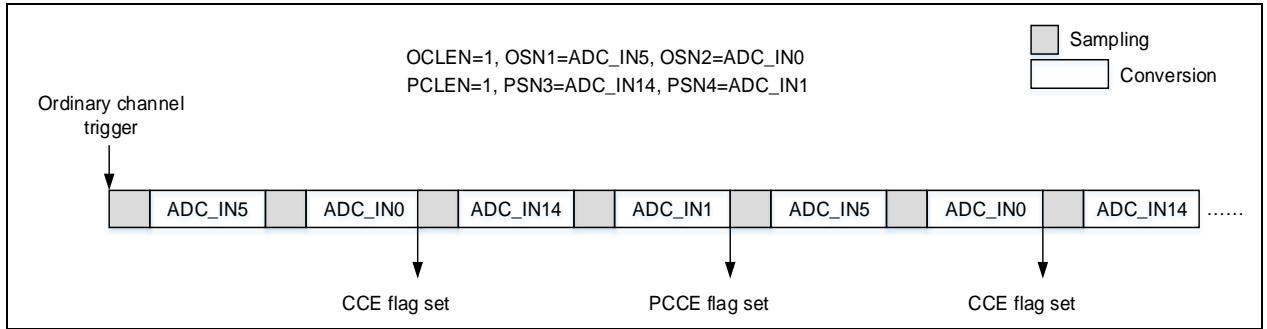 OCLEN=1, OSN1=ADC_IN5, OSN2=ADC_IN0
PCLEN=1, PSN3=ADC_IN14, PSN4=ADC_IN1
Sampling
Conversion
Ordinary channel
trigger
ADC_IN5 ADC_IN0 ADC_IN14 ADC_IN1 ADC_IN5 ADC_IN0 ADC_IN14 ......
CCE flag set PCCE flag set CCE flag set